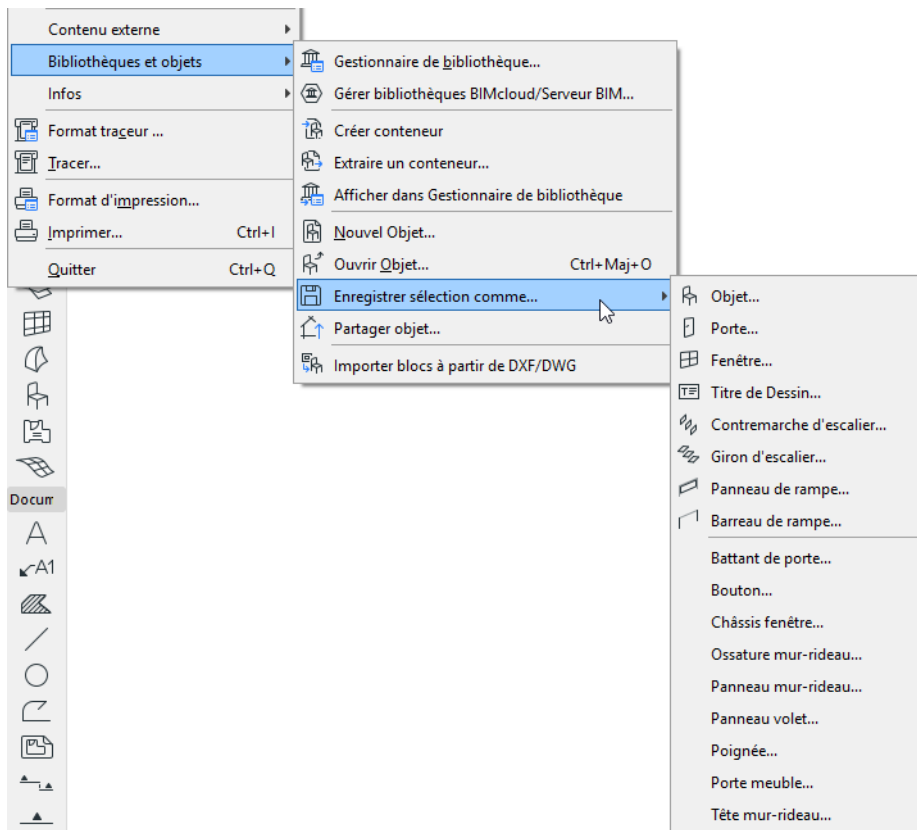 Contenu externe
Bibliothèques et objets
Infos
Format traceur ...
Tracer...
Format d'impression...
Imprimer... Ctrl+I
Quitter Ctrl+Q
Gestionnaire de bibliothèque...
Gérer bibliothèques BIMcloud/Serveur BIM...
Créer conteneur
Extraire un conteneur...
Afficher dans Gestionnaire de bibliothèque
Nouvel Objet...
Ouvrir Objet... Ctrl+Maj+O
Enregistrer sélection comme...
Partager objet...
Importer blocs à partir de DXF/DWG
Objet...
Porte...
Fenêtre...
Titre de Dessin...
Contremarche d'escalier...
Giron d'escalier...
Panneau de rampe...
Barreau de rampe...
Battant de porte...
Bouton...
Châssis fenêtre...
Ossature mur-rideau...
Panneau mur-rideau...
Panneau volet...
Poignée...
Porte meuble...
Tête mur-rideau...
Docum
A
A1